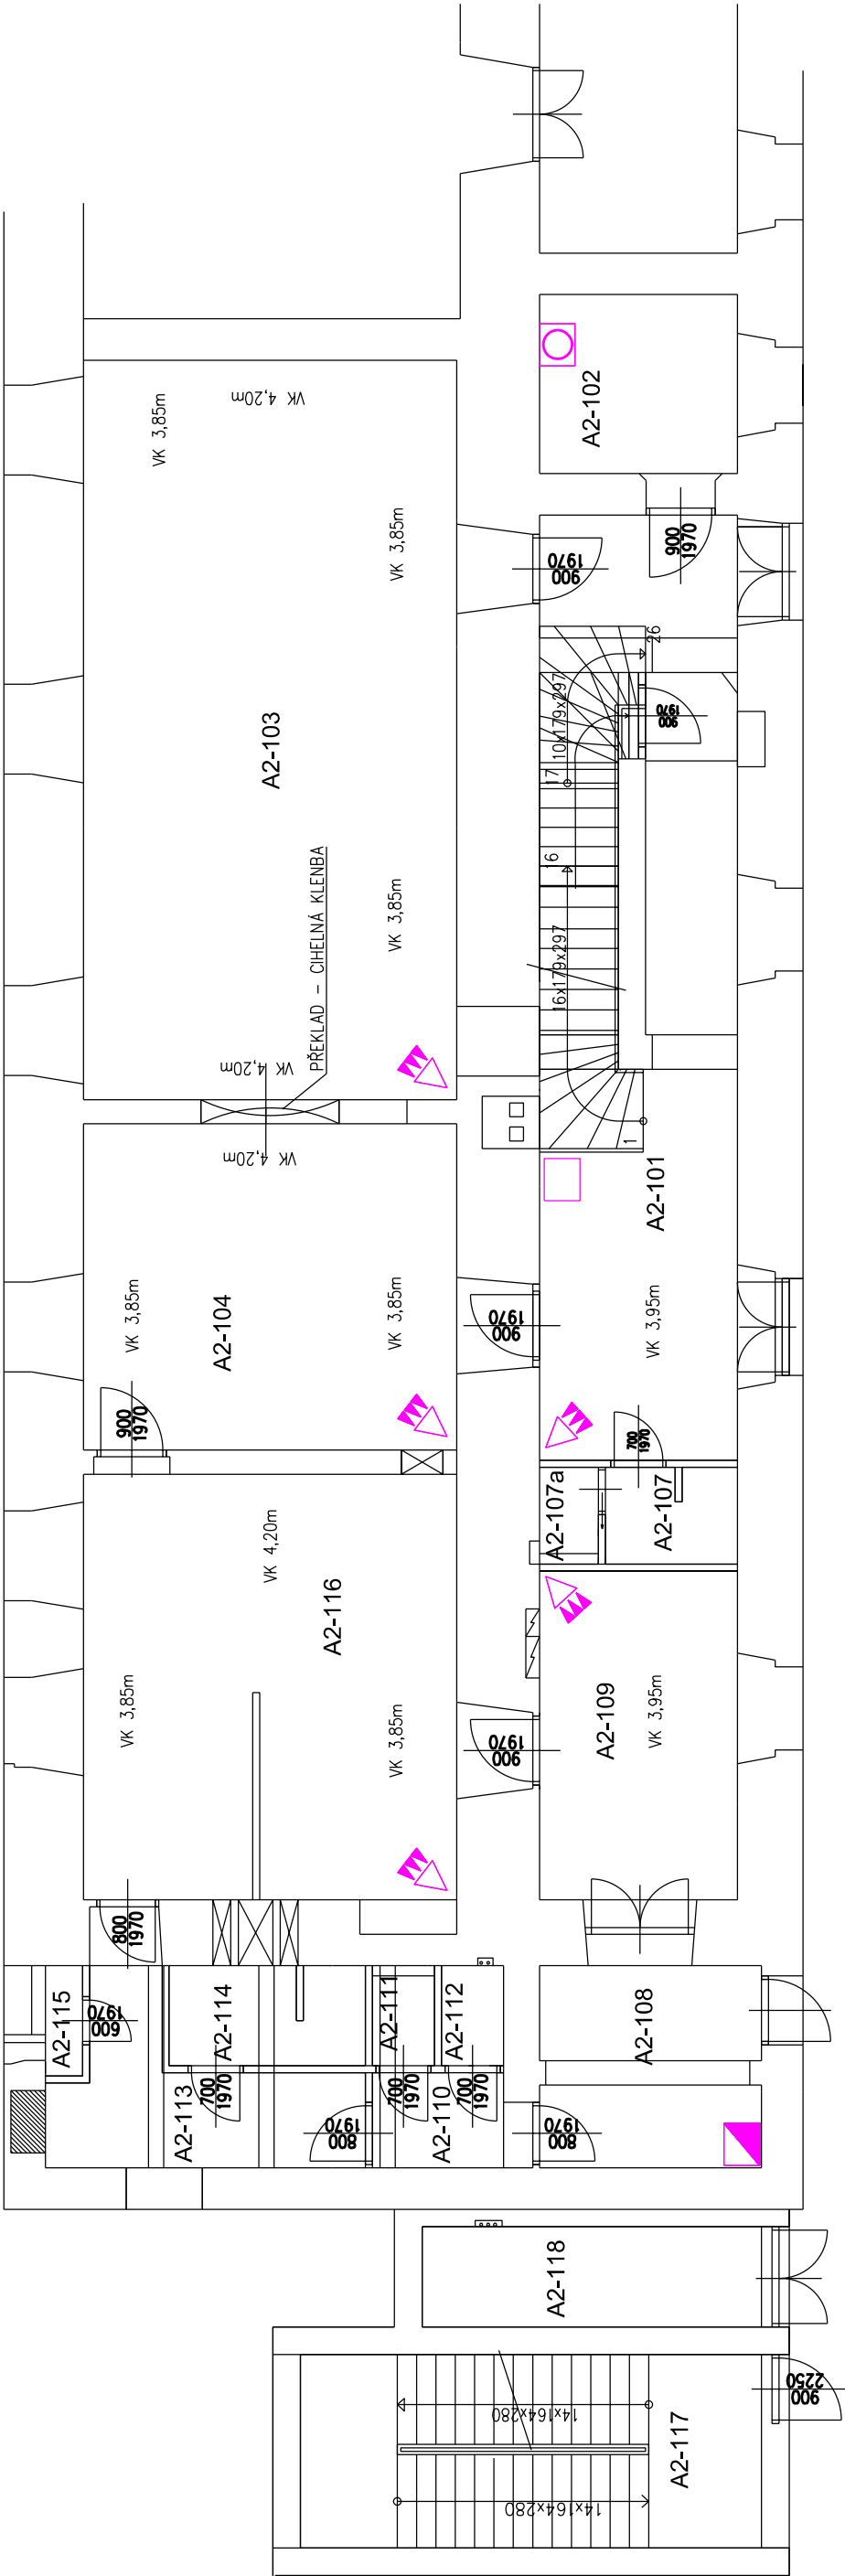 A2-102
VK 4,20m
VK 3,85m
VK 3,85m
900
1970
900
1970
A2-103
26
10x179x297
17
900
1970
16
VK 3,85m
PŘEKLAD - CIHELNÁ KLENBA
16x179x297
VK 4,20m
VK 4,20m
1
A2-101
VK 3,85m
A2-104
VK 3,85m
900
1970
VK 3,95m
900
1970
700
1970
A2-107a
A2-107
VK 4,20m
A2-116
VK 3,85m
VK 3,85m
900
1970
A2-109
VK 3,95m
800
1970
A2-115
600
1970
A2-114
A2-111
A2-112
A2-108
A2-113
700
1970
700
1970
700
1970
A2-110
800
1970
800
1970
A2-118
14x164x280
14x164x280
A2-117
900
2250